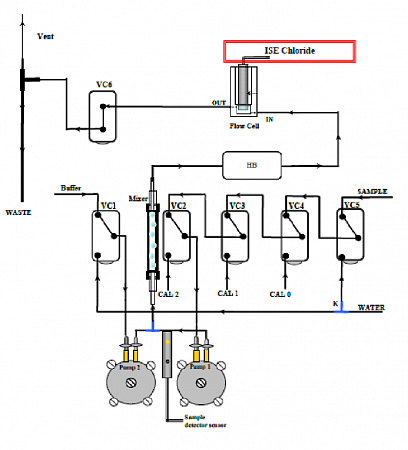 Vent
ISE Chloride
VC6
OUT
IN
Flow Cell
HB
Buffer
Mixer
SAMPLE
WASTE
VC1
VC2
VC3
VC4
VC5
CAL 2
CAL 1
CAL 0
K
WATER
Pump 2
Pump 1
Sample
detector sensor